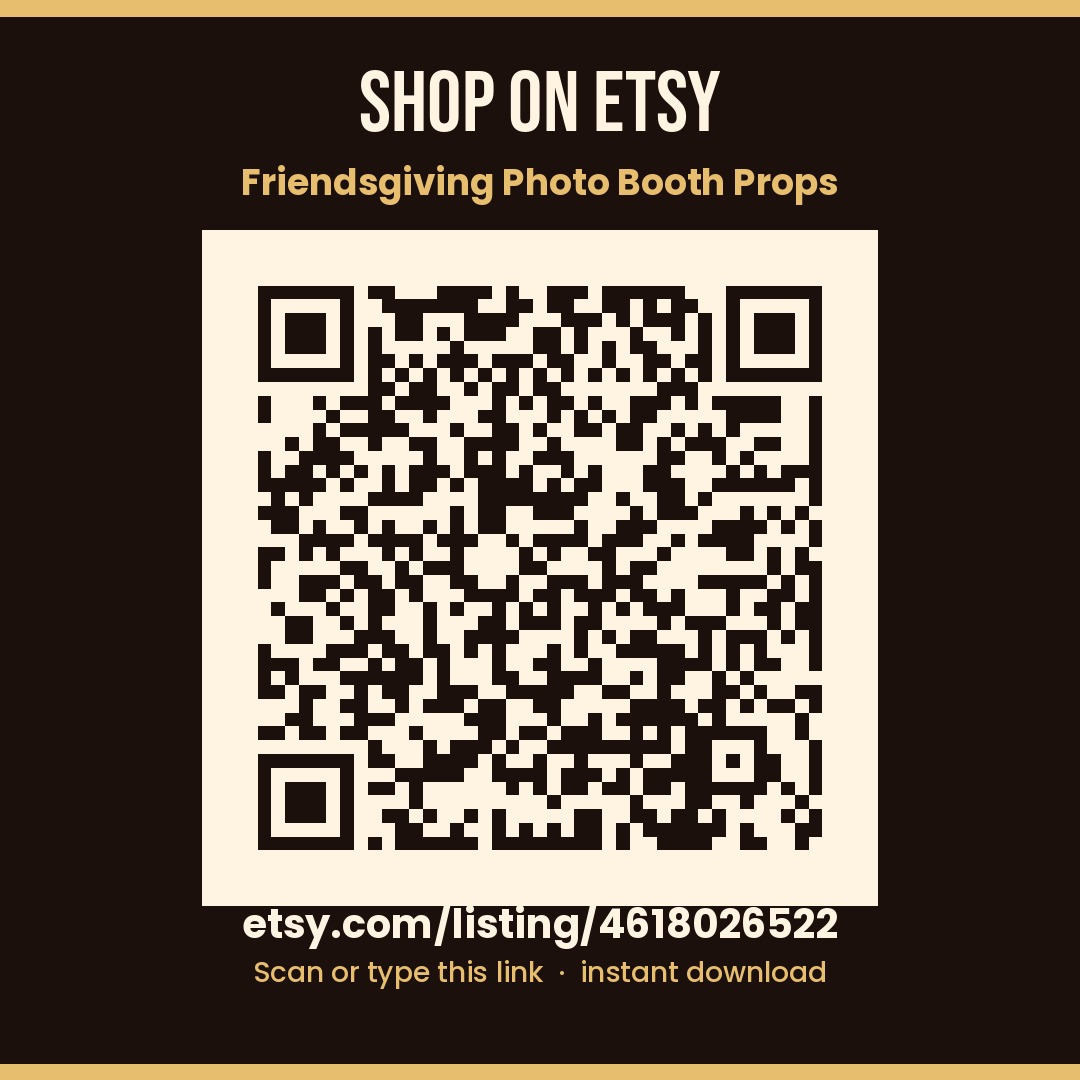 SHOP ON ETSY
Friendsgiving Photo Booth Props
etsy.com/listing/4618026522
Scan or type this link · instant download